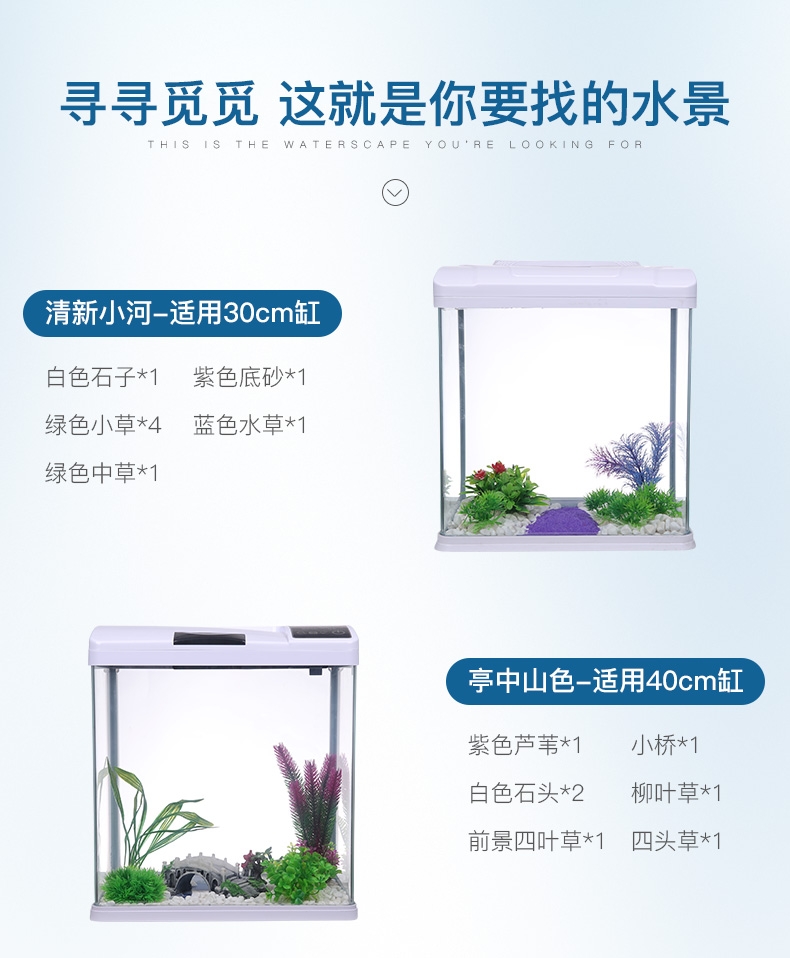 寻寻觅觅 这就是你要找的水景
THIS IS THE WATERSCAPE YOU'RE LOOKING FOR
清新小河-适用30cm缸
白色石子*1 紫色底砂*1
绿色小草*4 蓝色水草*1
绿色中草*1
亭中山色-适用40cm缸
紫色芦苇*1 小桥*1
白色石头*2 柳叶草*1
前景四叶草*1 四头草*1